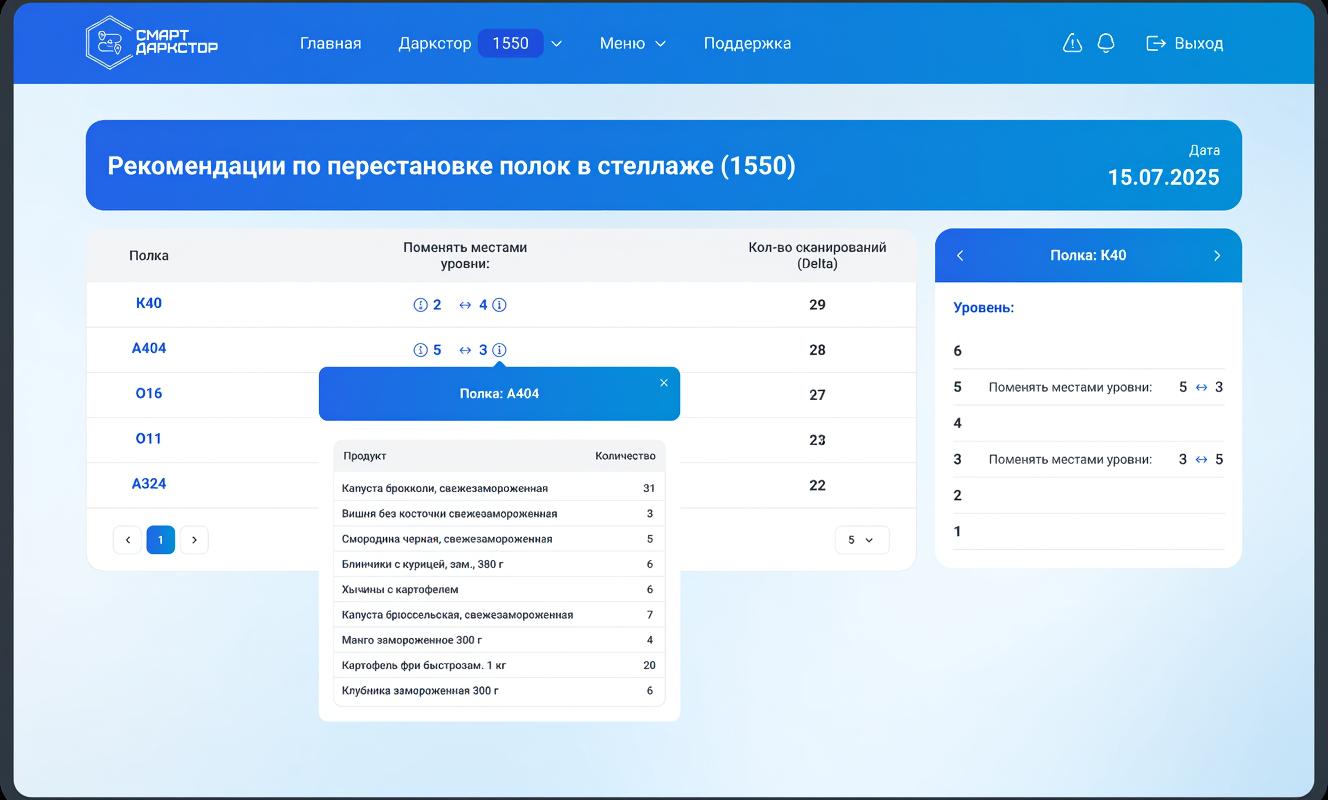 СМАРТ
ДАРКСТОР
Главная Даркстор 1550 Меню Поддержка Выход
Рекомендации по перестановке полок в стеллаже (1550)
Дата
15.07.2025
Полка Поменять местами уровни: Кол-во сканирований (Delta)
К40 2 ↔ 4 29
А404 5 ↔ 3 28
О16 27
О11 23
А324 22
1
5
Полка: А404
Продукт Количество
Капуста брокколи, свежезамороженная 31
Вишня без косточки свежезамороженная 3
Смородина черная, свежезамороженная 5
Блинчики с курицей, зам., 380 г 6
Хычины с картофелем 6
Капуста брюссельская, свежезамороженная 7
Манго замороженное 300 г 4
Картофель фри быстрозам. 1 кг 20
Клубника замороженная 300 г 6
Полка: К40
Уровень:
6
5 Поменять местами уровни: 5 ↔ 3
4
3 Поменять местами уровни: 3 ↔ 5
2
1